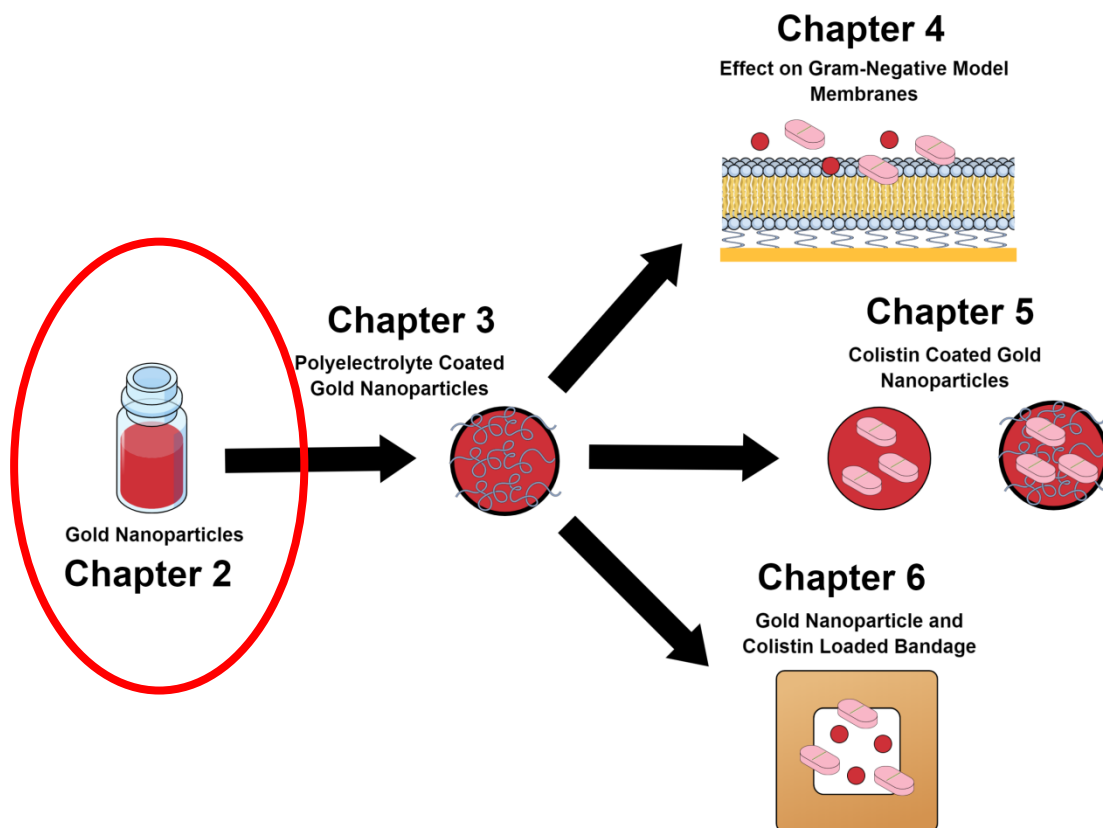 Chapter 4
Effect on Gram-Negative Model
Membranes
Chapter 3
Polyelectrolyte Coated
Gold Nanoparticles
Chapter 5
Colistin Coated Gold
Nanoparticles
Gold Nanoparticles
Chapter 2
Chapter 6
Gold Nanoparticle and
Colistin Loaded Bandage